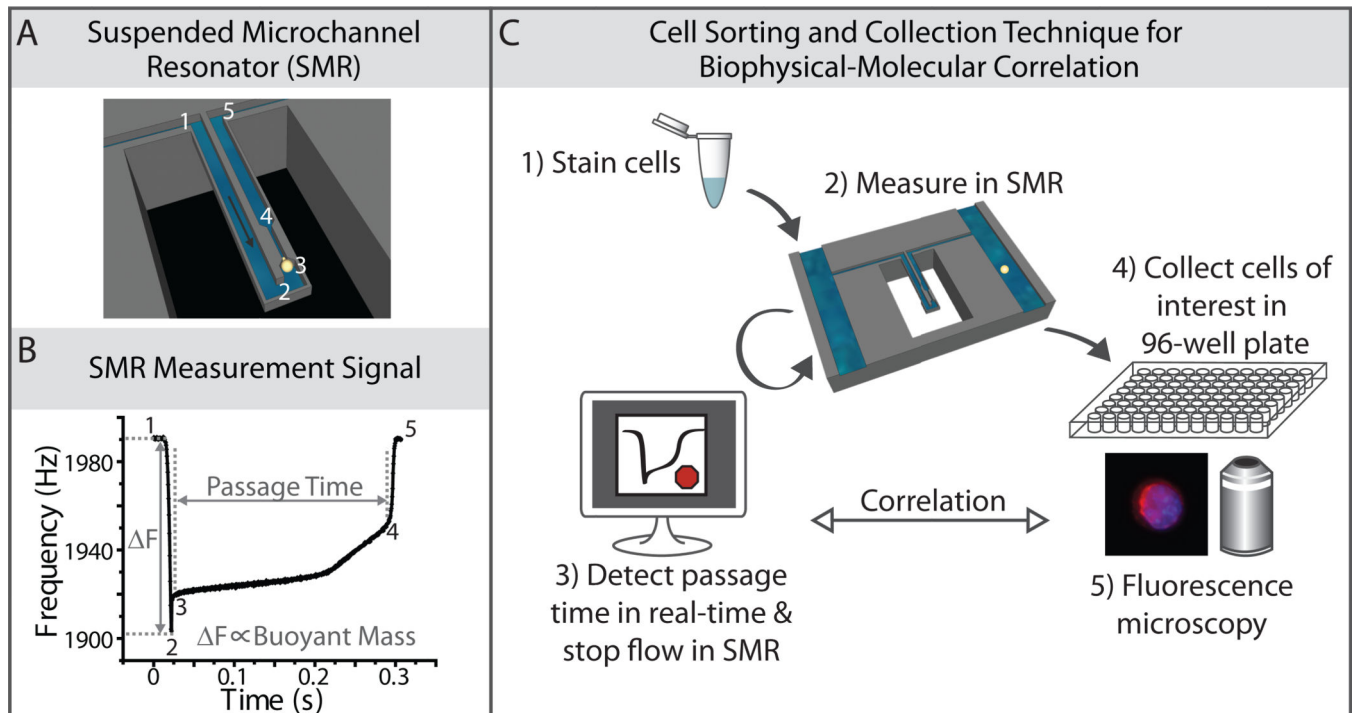 A
Suspended Microchannel
Resonator (SMR)
1
5
4
3
2
B
SMR Measurement Signal
Frequency (Hz)
1980
1940
1900
1
5
Passage Time
ΔF
4
3
2
ΔF∝Buoyant Mass
0
0.1
0.2
0.3
Time (s)
C
Cell Sorting and Collection Technique for
Biophysical-Molecular Correlation
1) Stain cells
2) Measure in SMR
4) Collect cells of
interest in
96-well plate
Correlation
3) Detect passage
time in real-time &
stop flow in SMR
5) Fluorescence
microscopy